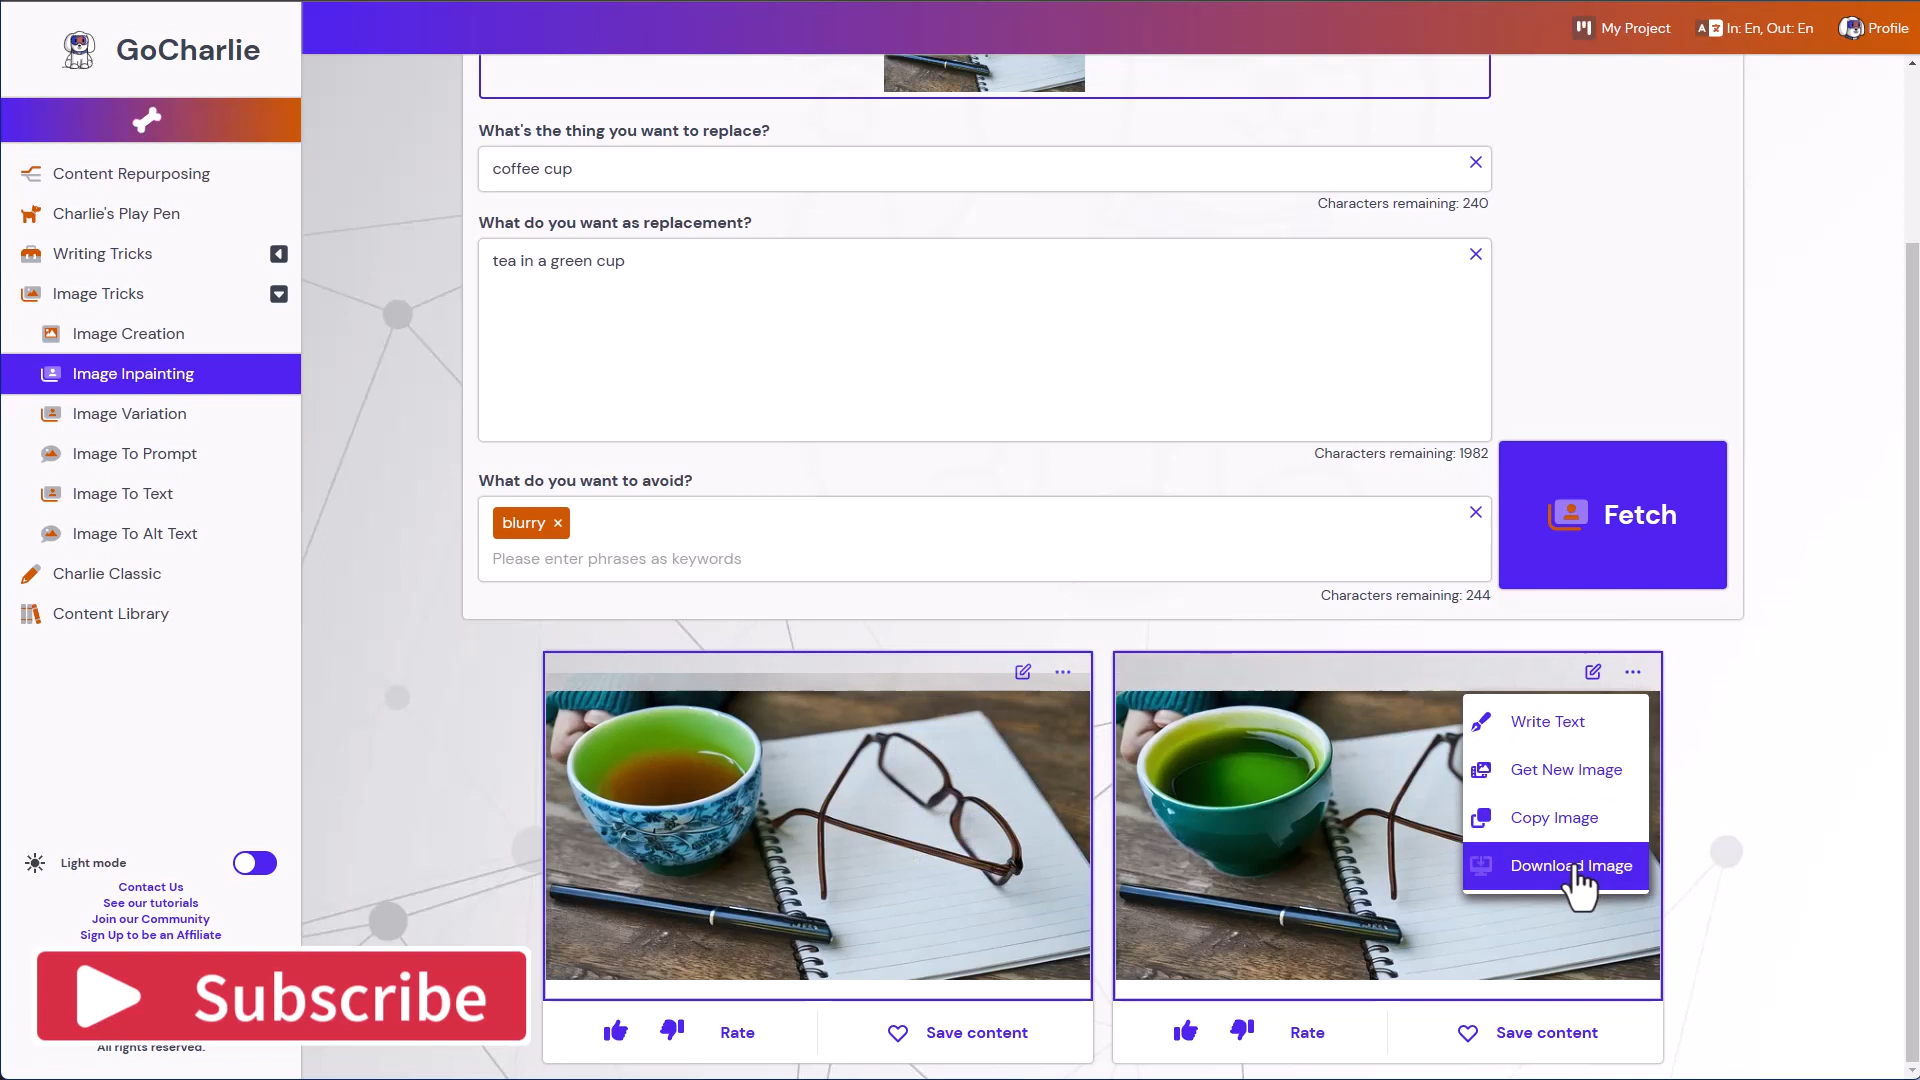 GoCharlie
My Project
In: En, Out: En
Profile
Content Repurposing
Charlie's Play Pen
Writing Tricks
Image Tricks
Image Creation
Image Inpainting
Image Variation
Image To Prompt
Image To Text
Image To Alt Text
Charlie Classic
Content Library
Light mode
Contact Us
See our tutorials
Join our Community
Sign Up to be an Affiliate
Subscribe
All rights reserved.
What's the thing you want to replace?
coffee cup
Characters remaining: 240
What do you want as replacement?
tea in a green cup
Characters remaining: 1982
What do you want to avoid?
blurry ×
Please enter phrases as keywords
Characters remaining: 244
Fetch
Write Text
Get New Image
Copy Image
Download Image
Rate
Save content
Rate
Save content